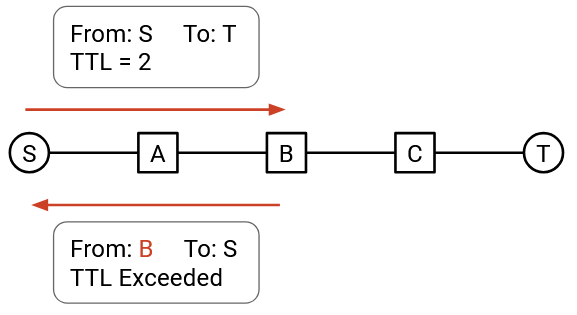 From: S To: T
TTL = 2
S A B C T
From: B To: S
TTL Exceeded